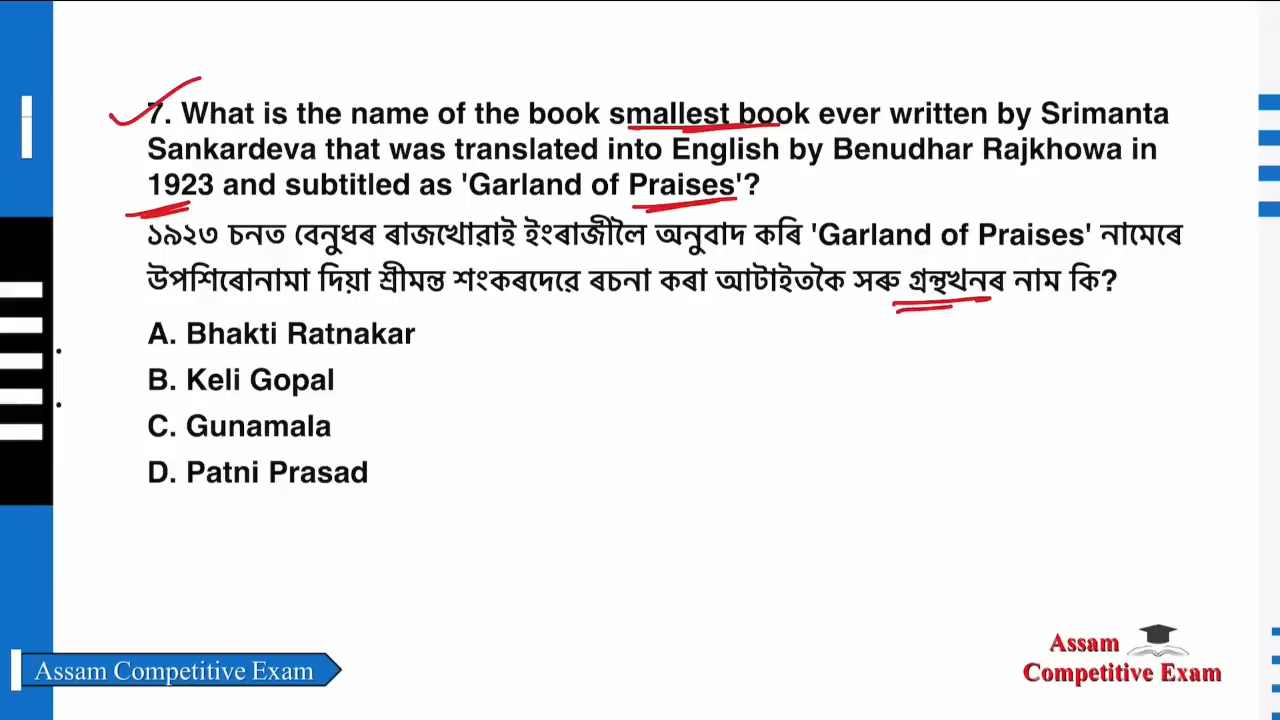 7. What is the name of the book smallest book ever written by Srimanta
Sankardeva that was translated into English by Benudhar Rajkhowa in
1923 and subtitled as 'Garland of Praises'?
১৯২৩ চনত বেনুধৰ ৰাজখোৱাই ইংৰাজীলৈ অনুবাদ কৰি 'Garland of Praises' নামেৰে
উপশিৰোনামা দিয়া শ্ৰীমন্ত শংকৰদেৱে ৰচনা কৰা আটাইতকৈ সৰু গ্ৰন্থখনৰ নাম কি?
A. Bhakti Ratnakar
B. Keli Gopal
C. Gunamala
D. Patni Prasad
Assam Competitive Exam
Assam
Competitive Exam